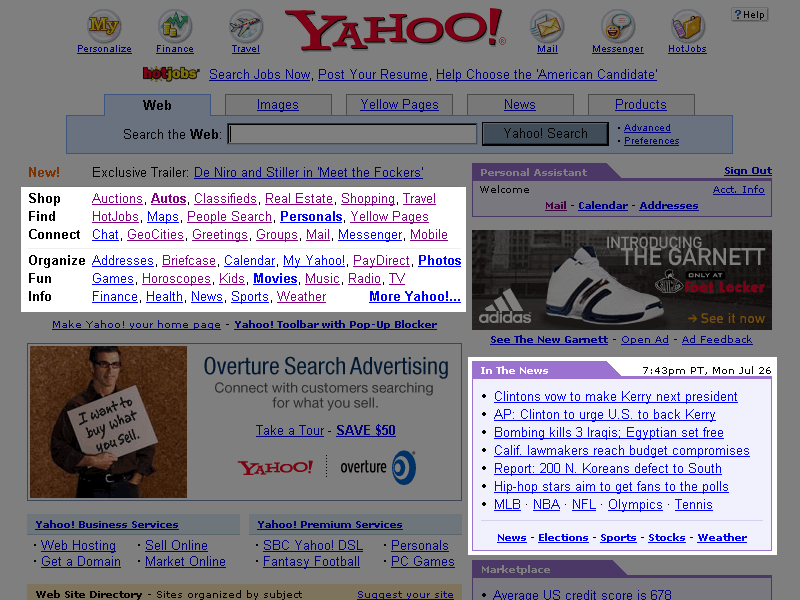 My
YAHOO!
?Help
Personalize Finance Travel Mail Messenger HotJobs
hotjobs Search Jobs Now, Post Your Resume, Help Choose the 'American Candidate'
Web Images Yellow Pages News Products
Search the Web: Yahoo! Search · Advanced
· Preferences
New! Exclusive Trailer: De Niro and Stiller in 'Meet the Fockers'
Shop Auctions, Autos, Classifieds, Real Estate, Shopping, Travel
Find HotJobs, Maps, People Search, Personals, Yellow Pages
Connect Chat, GeoCities, Greetings, Groups, Mail, Messenger, Mobile
Organize Addresses, Briefcase, Calendar, My Yahoo!, PayDirect, Photos
Fun Games, Horoscopes, Kids, Movies, Music, Radio, TV
Info Finance, Health, News, Sports, Weather More Yahoo!...
Make Yahoo! your home page - Yahoo! Toolbar with Pop-Up Blocker
I want to
buy what
you sell.
Overture Search Advertising
Connect with customers searching
for what you sell.
Take a Tour - SAVE $50
YAHOO! overture
Yahoo! Business Services
· Web Hosting · Sell Online
· Get a Domain · Market Online
Yahoo! Premium Services
· SBC Yahoo! DSL · Personals
· Fantasy Football · PC Games
Web Site Directory - Sites organized by subject Suggest your site
Personal Assistant Sign Out
Welcome Acct. Info
Mail - Calendar - Addresses
INTRODUCING
THE GARNETT
ONLY AT
Foot Locker
adidas
→ See it now
See The New Garnett - Open Ad - Ad Feedback
In The News 7:43pm PT, Mon Jul 26
• Clintons vow to make Kerry next president
• AP: Clinton to urge U.S. to back Kerry
• Bombing kills 3 Iraqis; Egyptian set free
• Calif. lawmakers reach budget compromises
• Report: 200 N. Koreans defect to South
• Hip-hop stars aim to get fans to the polls
• MLB · NBA · NFL · Olympics · Tennis
News - Elections - Sports - Stocks - Weather
Marketplace
• Average US credit score is 678